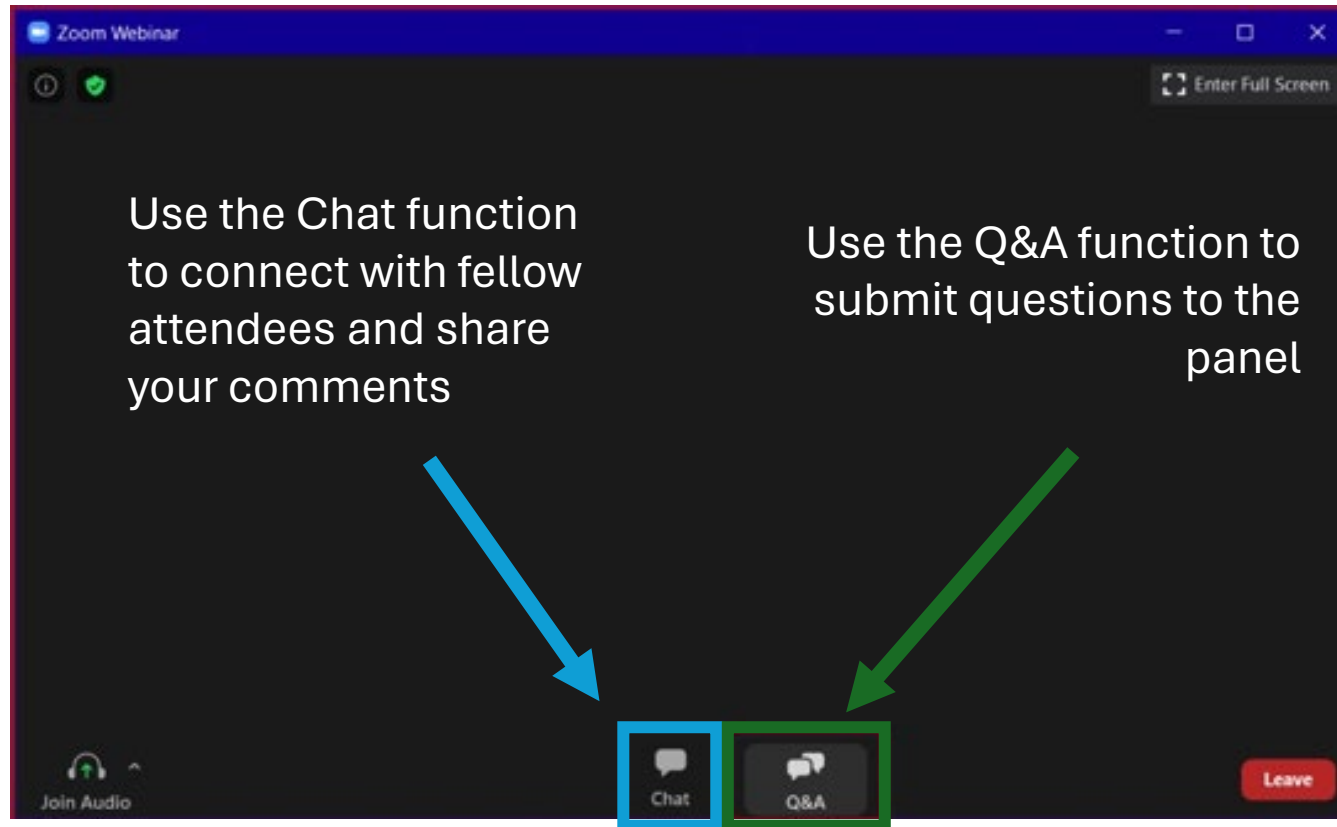 Zoom Webinar
Enter Full Screen
Use the Chat function
to connect with fellow
attendees and share
your comments
Use the Q&A function to
submit questions to the
panel
Join Audio
Chat
Q&A
Leave